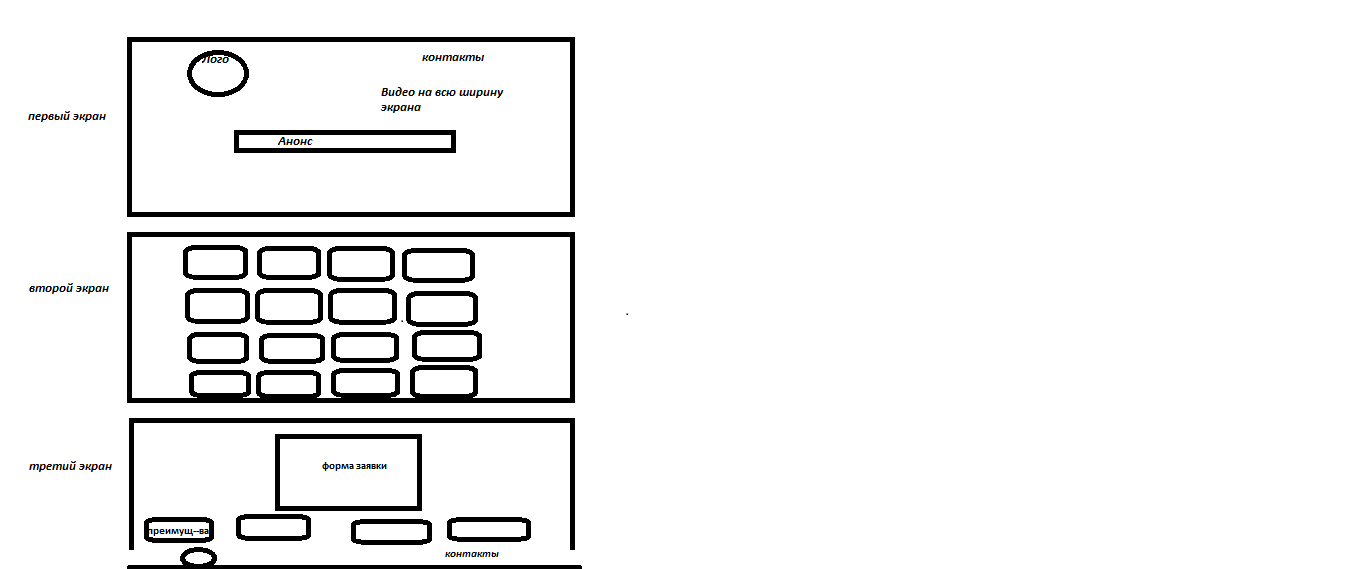 Лого
контакты
Видео на всю ширину
экрана
первый экран
Анонс
второй экран
форма заявки
третий экран
преимущ--ва
контакты